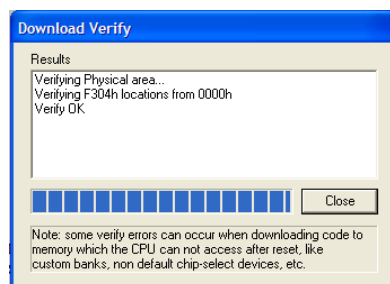 Download Verify
Results
Verifying Physical area...
Verifying F304h locations from 0000h
Verify OK
Close
Note: some verify errors can occur when downloading code to
memory which the CPU can not access after reset, like
custom banks, non default chip-select devices, etc.